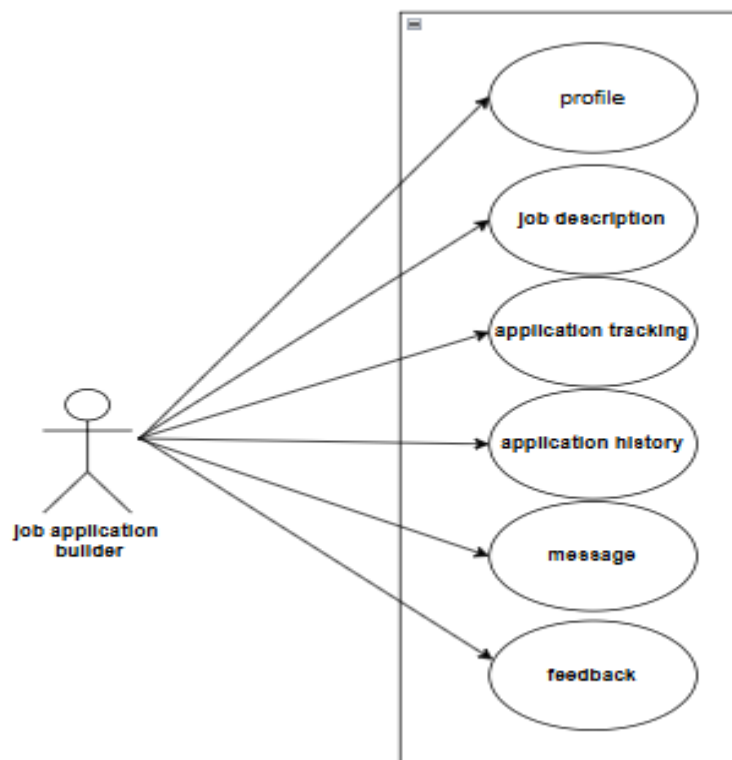 profile
job description
application tracking
application history
job application
builder
message
feedback